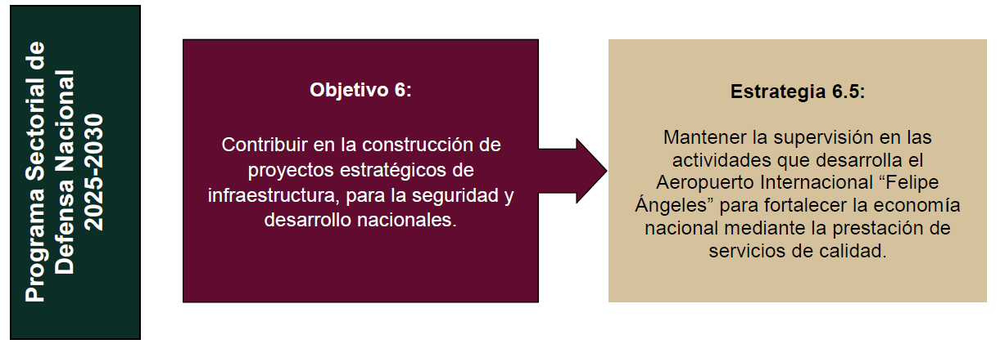 Programa Sectorial de
Defensa Nacional
2025-2030
Objetivo 6:
Contribuir en la construcción de
proyectos estratégicos de
infraestructura, para la seguridad y
desarrollo nacionales.
Estrategia 6.5:
Mantener la supervisión en las
actividades que desarrolla el
Aeropuerto Internacional “Felipe
Ángeles” para fortalecer la economía
nacional mediante la prestación de
servicios de calidad.